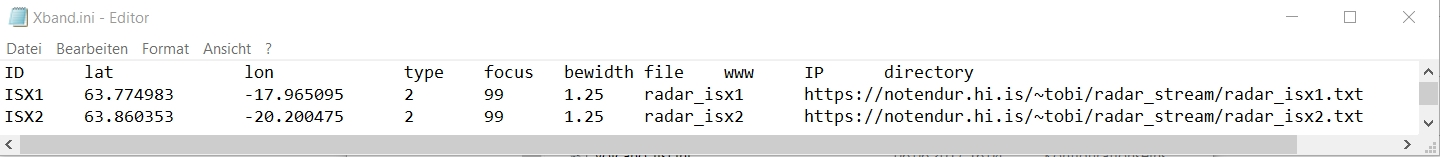 Xband.ini - Editor
Datei Bearbeiten Format Ansicht ?
ID lat lon type focus bewidth file www IP directory
ISX1 63.774983 -17.965095 2 99 1.25 radar_isx1 https://notendur.hi.is/~tobi/radar_stream/radar_isx1.txt
ISX2 63.860353 -20.200475 2 99 1.25 radar_isx2 https://notendur.hi.is/~tobi/radar_stream/radar_isx2.txt